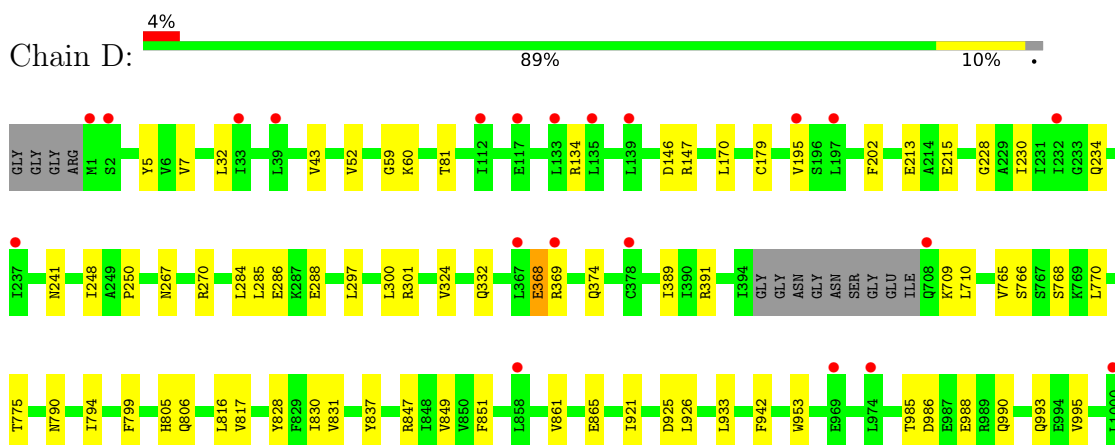 4%
Chain D:
89% 10% •
GLY GLY GLY ARG M1 S2 Y5 V6 V7 L32 I33 L39 V43 V52 G59 K60 T81 I112 E117 L133 R134 L135 L139 D146 R147 L170 C179 V195 S196 L197 F202 E213 A214 E215 G228 A229 I230 I231 I232 G233 Q234
I237 N241 I248 A249 P250 N267 R270 L284 L285 E286 K287 E288 L297 L300 R301 V324 Q332 L367 E368 R369 Q374 C378 I389 I390 R391 I394 GLY GLY ASN GLY ASN SER GLY GLU ILE Q708 K709 L710 V765 S766 S767 S768 K769 L770
T775 N790 I794 F799 H805 Q806 L816 V817 Y828 F829 I830 V831 Y837 R847 I848 V849 V850 F851 L858 V861 E865 I921 D925 L926 L933 F942 W953 E969 L974 T985 D986 E987 E988 R989 Q990 Q993 E994 V995